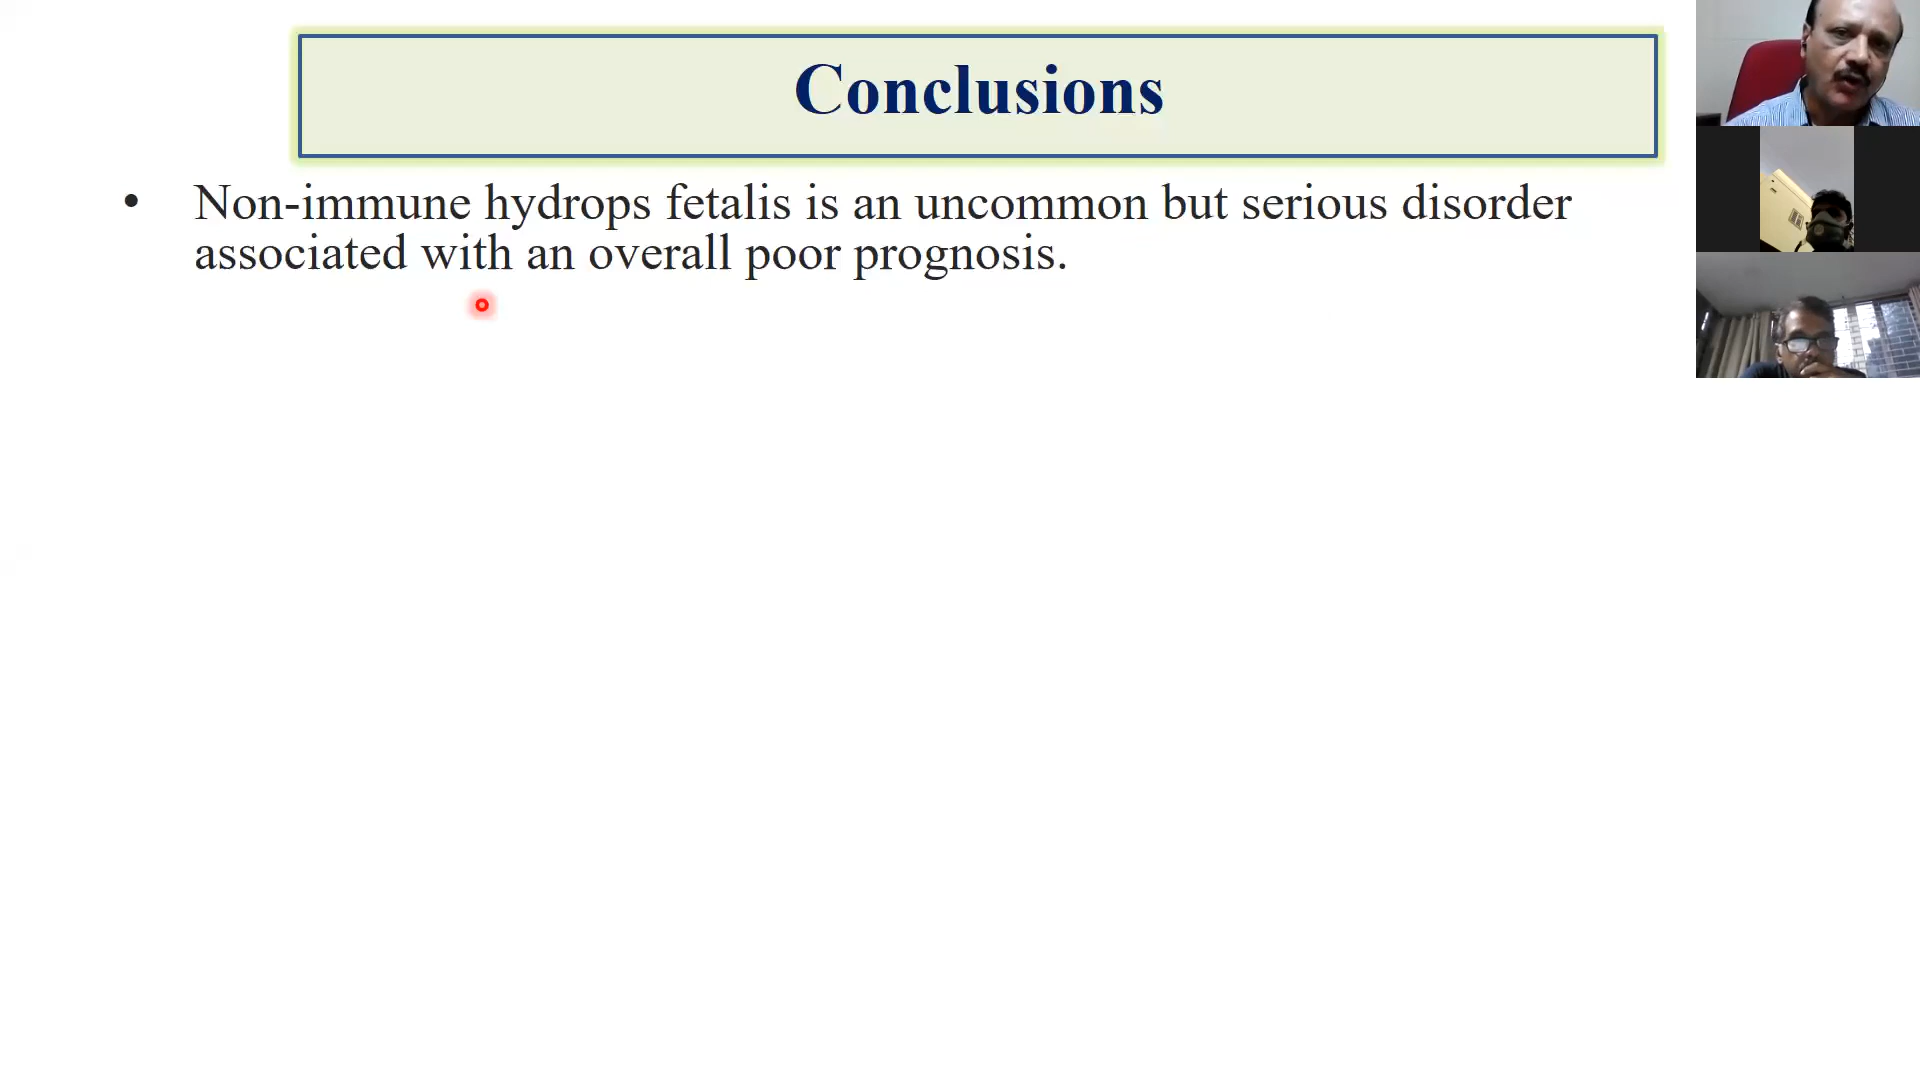 Conclusions
• Non-immune hydrops fetalis is an uncommon but serious disorder
associated with an overall poor prognosis.